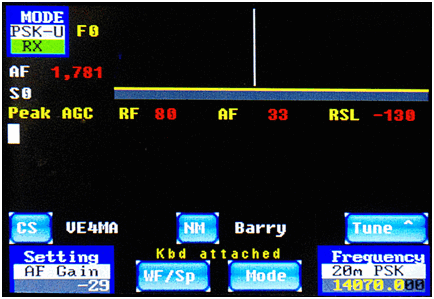 MODE
PSK-U F0
RX
AF 1,781
S0
Peak AGC RF 80 AF 33 RSL -130
CS VE4MA NM Barry Tune ^
Kbd attached
Setting
AF Gain
-29
WF/Sp Mode
Frequency
20m PSK
14070.000